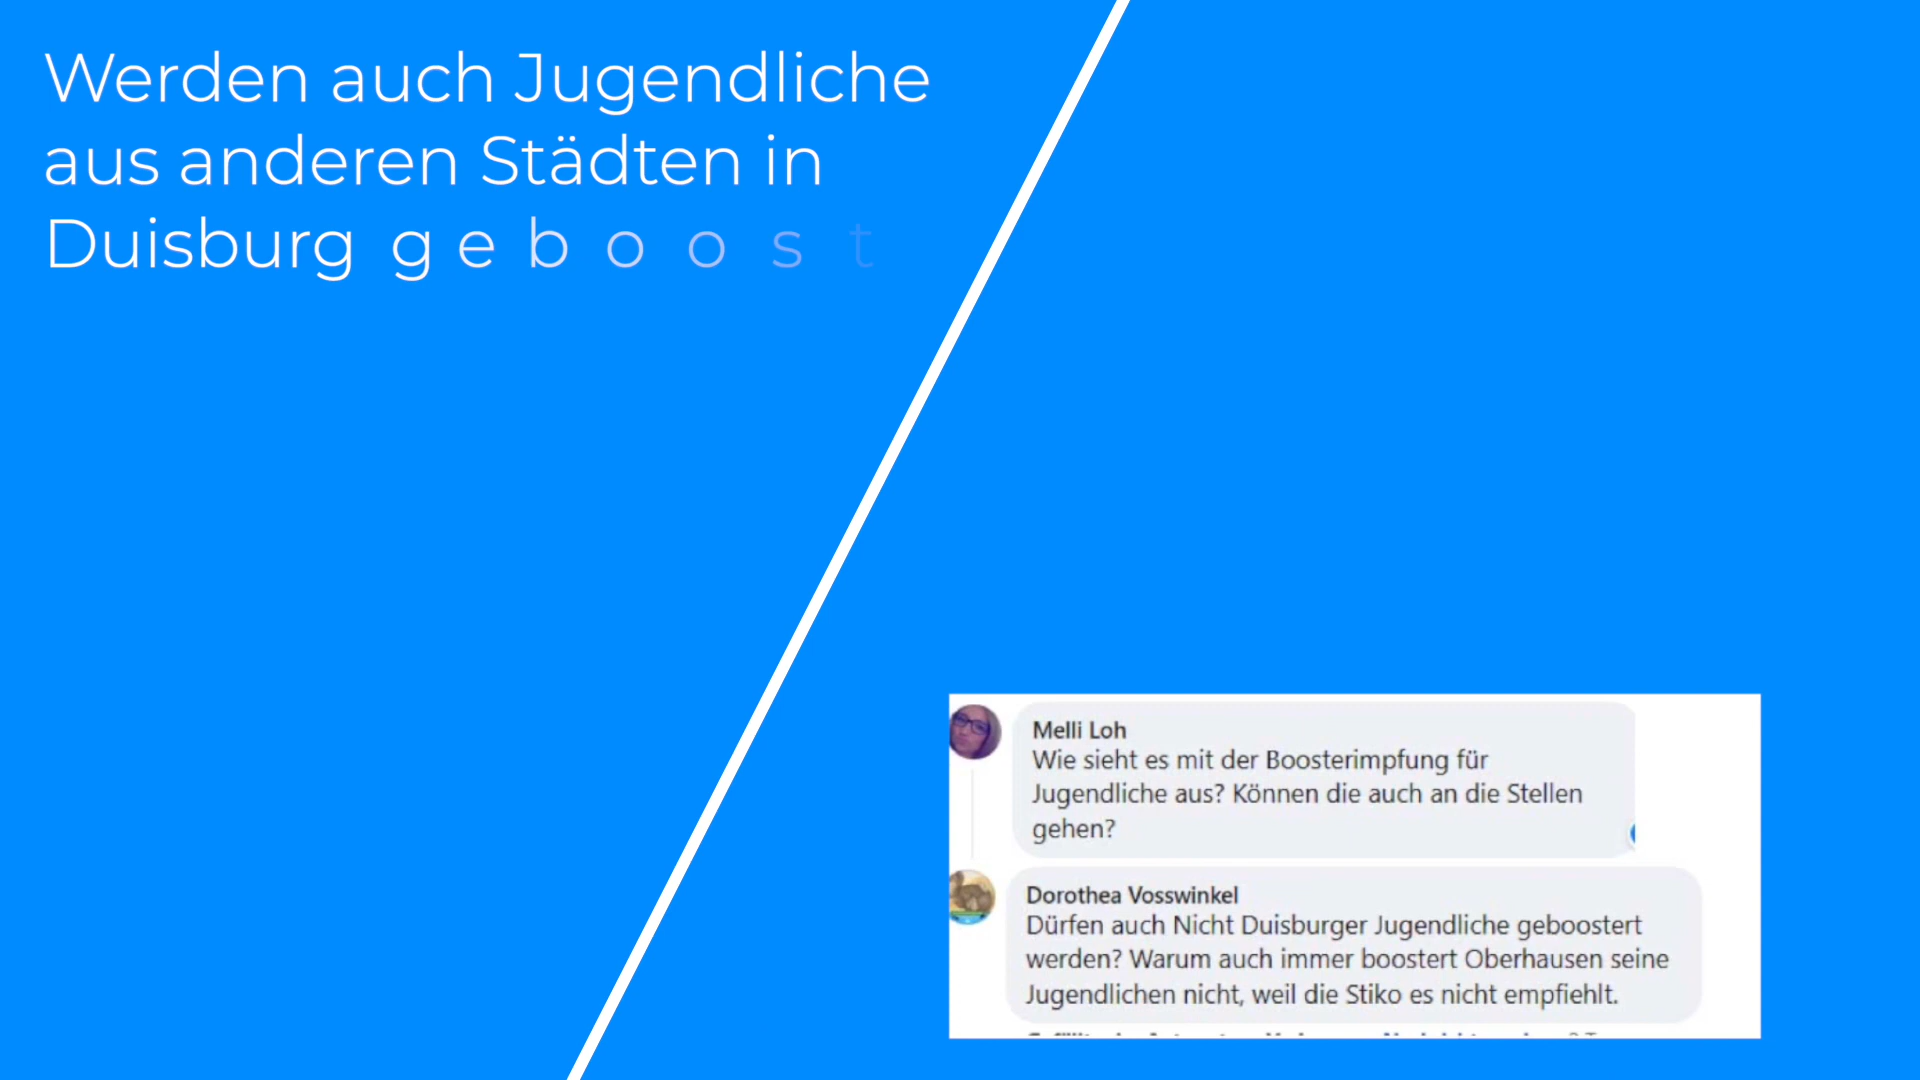 Werden auch Jugendliche
aus anderen Städten in
Duisburg geboost
Melli Loh
Wie sieht es mit der Boosterimpfung für
Jugendliche aus? Können die auch an die Stellen
gehen?
Dorothea Vosswinkel
Dürfen auch Nicht Duisburger Jugendliche geboostert
werden? Warum auch immer boostert Oberhausen seine
Jugendlichen nicht, weil die Stiko es nicht empfiehlt.